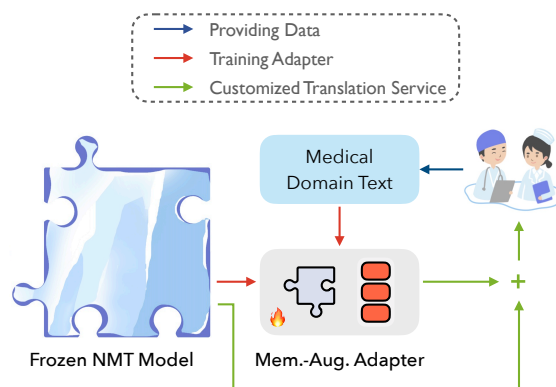 Providing Data
Training Adapter
Customized Translation Service
Medical
Domain Text
+
Frozen NMT Model
Mem.-Aug. Adapter